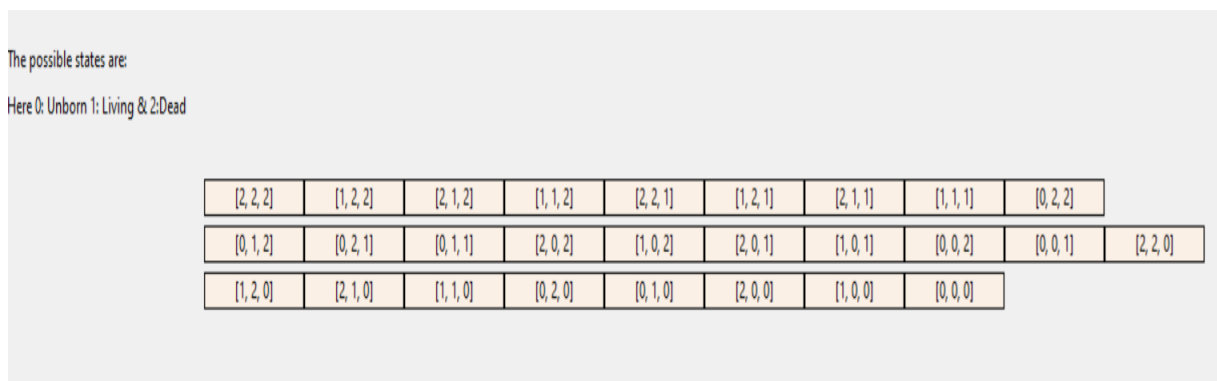 The possible states are:
Here 0: Unborn 1: Living & 2:Dead
[2, 2, 2] [1, 2, 2] [2, 1, 2] [1, 1, 2] [2, 2, 1] [1, 2, 1] [2, 1, 1] [1, 1, 1] [0, 2, 2]
[0, 1, 2] [0, 2, 1] [0, 1, 1] [2, 0, 2] [1, 0, 2] [2, 0, 1] [1, 0, 1] [0, 0, 2] [0, 0, 1] [2, 2, 0]
[1, 2, 0] [2, 1, 0] [1, 1, 0] [0, 2, 0] [0, 1, 0] [2, 0, 0] [1, 0, 0] [0, 0, 0]